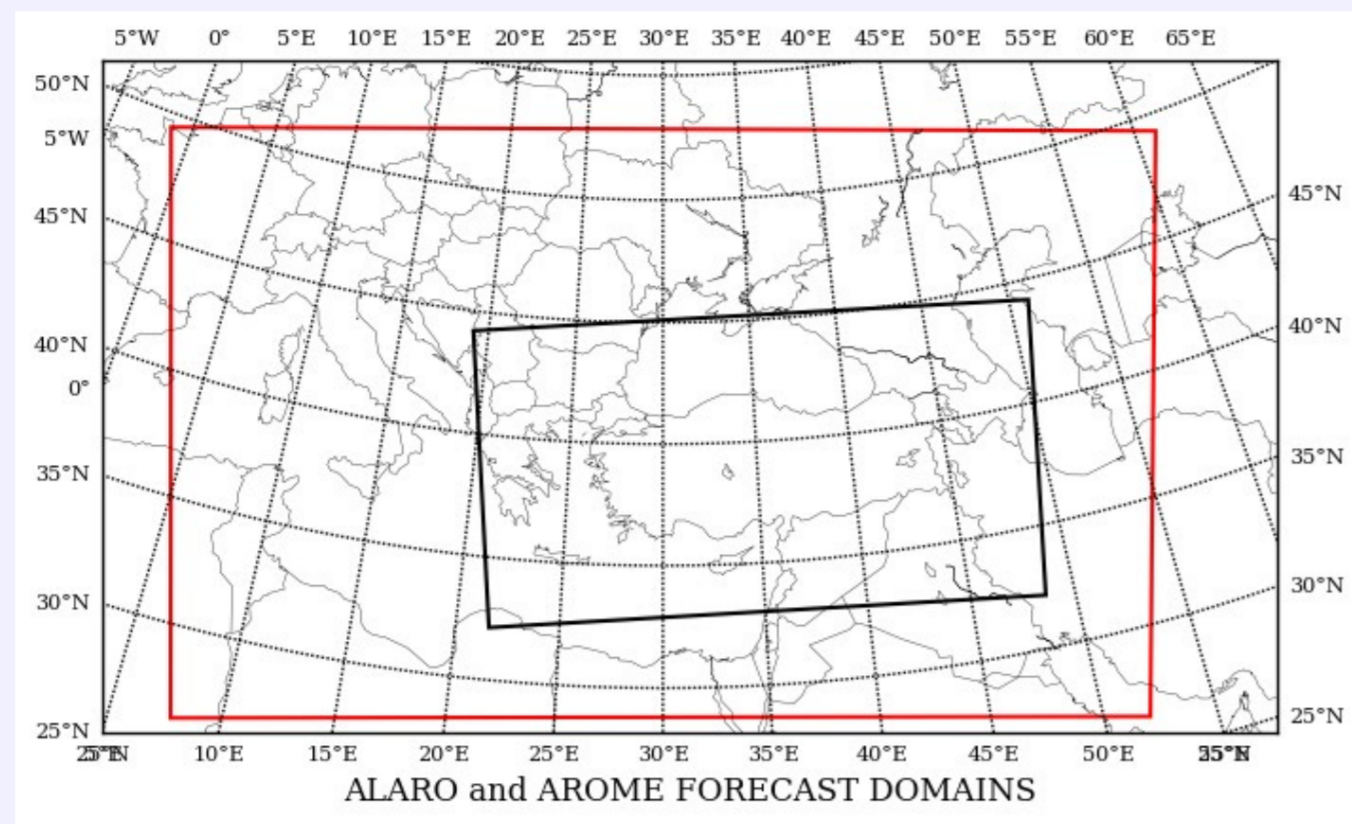 5°W 0° 5°E 10°E 15°E 20°E 25°E 30°E 35°E 40°E 45°E 50°E 55°E 60°E 65°E
50°N
5°W
45°N 45°N
40°N 40°N
0°
35°N 35°N
30°N 30°N
25°N 25°N
10°E 15°E 20°E 25°E 30°E 35°E 40°E 45°E 50°E
ALARO and AROME FORECAST DOMAINS